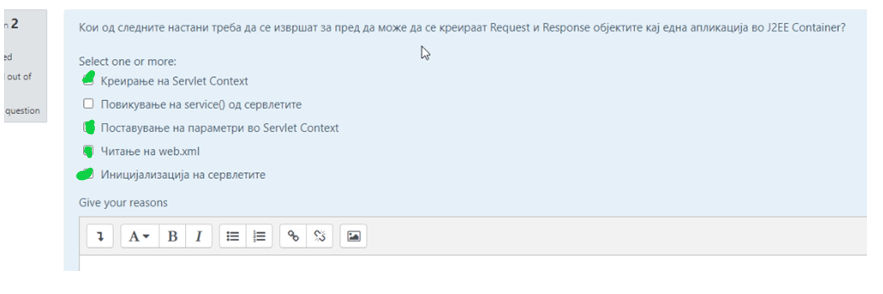 n 2
Кои од следните настани треба да се извршат за пред да може да се креираат Request и Response објектите кај една апликација во J2EE Container?
ed
Select one or more:
out of
Креирање на Servlet Context
Повикување на service() од сервлетите
question
Поставување на параметри во Servlet Context
Читање на web.xml
Иницијализација на сервлетите
Give your reasons
A B I